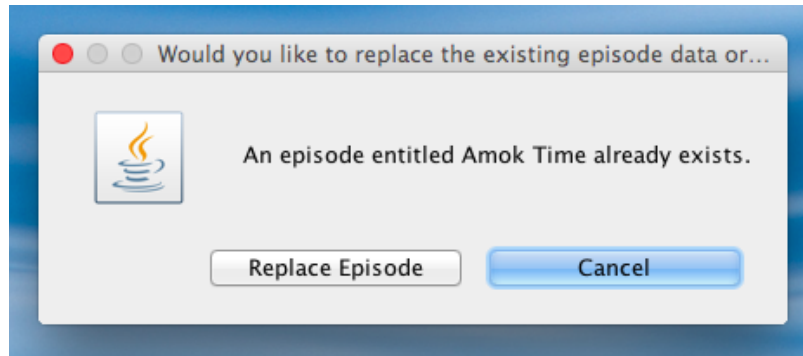 Would you like to replace the existing episode data or...
An episode entitled Amok Time already exists.
Replace Episode
Cancel